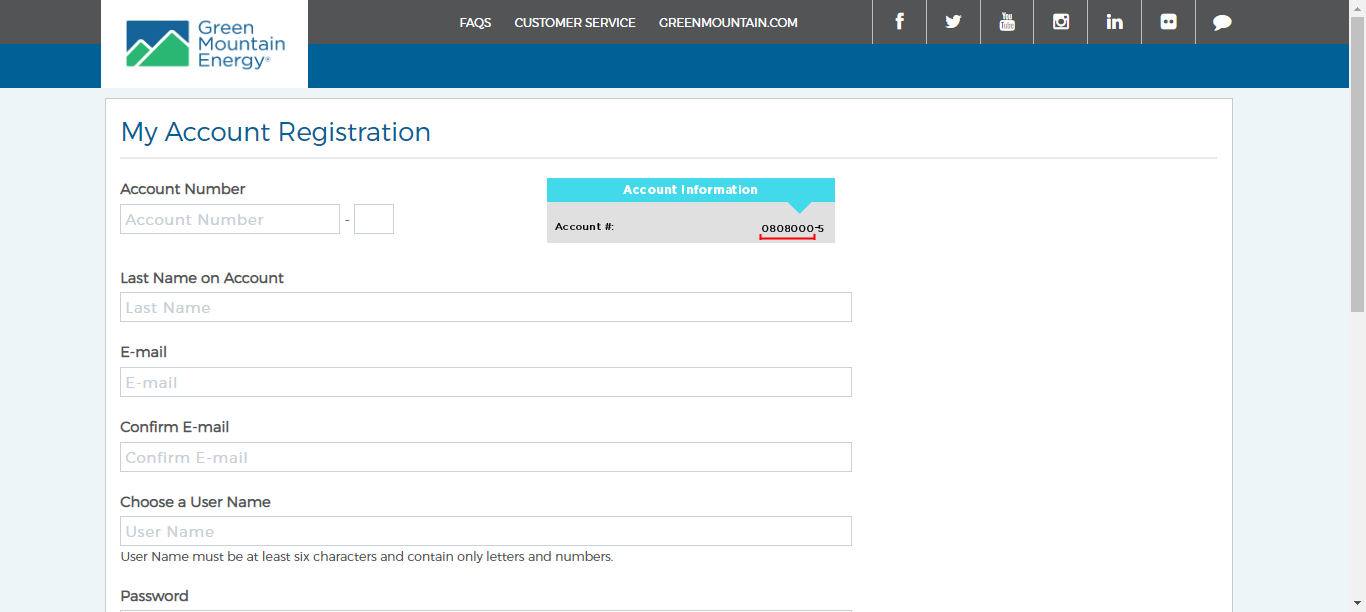 Green
Mountain
Energy®
FAQS CUSTOMER SERVICE GREENMOUNTAIN.COM
f You Tube in
My Account Registration
Account Number
Account Number -
Account Information
Account #: 0808000-5
Last Name on Account
Last Name
E-mail
E-mail
Confirm E-mail
Confirm E-mail
Choose a User Name
User Name
User Name must be at least six characters and contain only letters and numbers.
Password